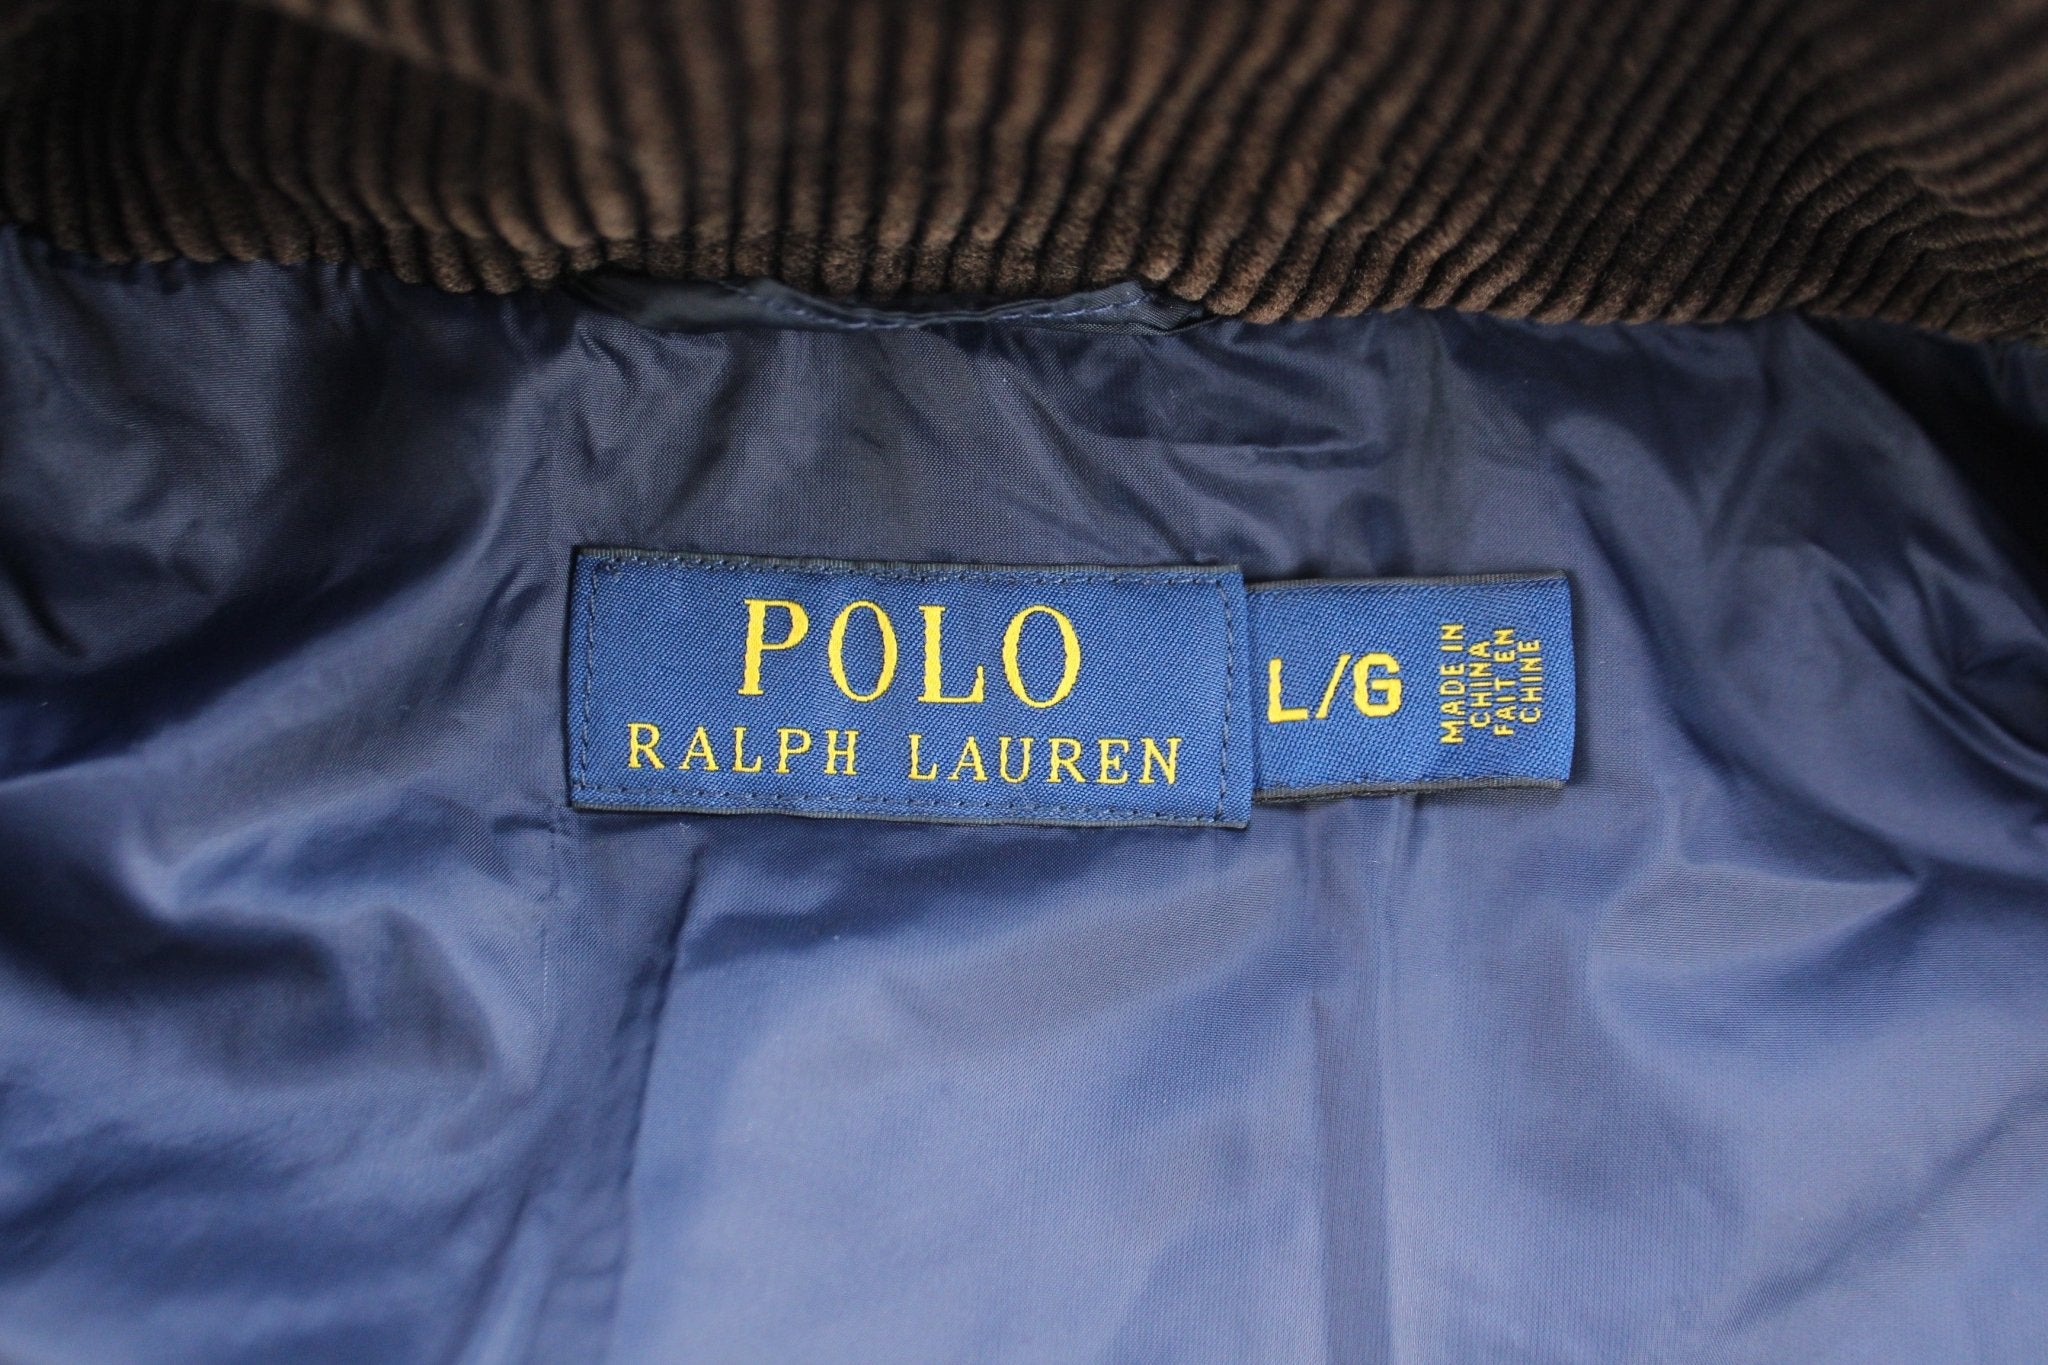 POLO
RALPH LAUREN
L/G
MADE IN
CHINA
FAIT EN
CHINE